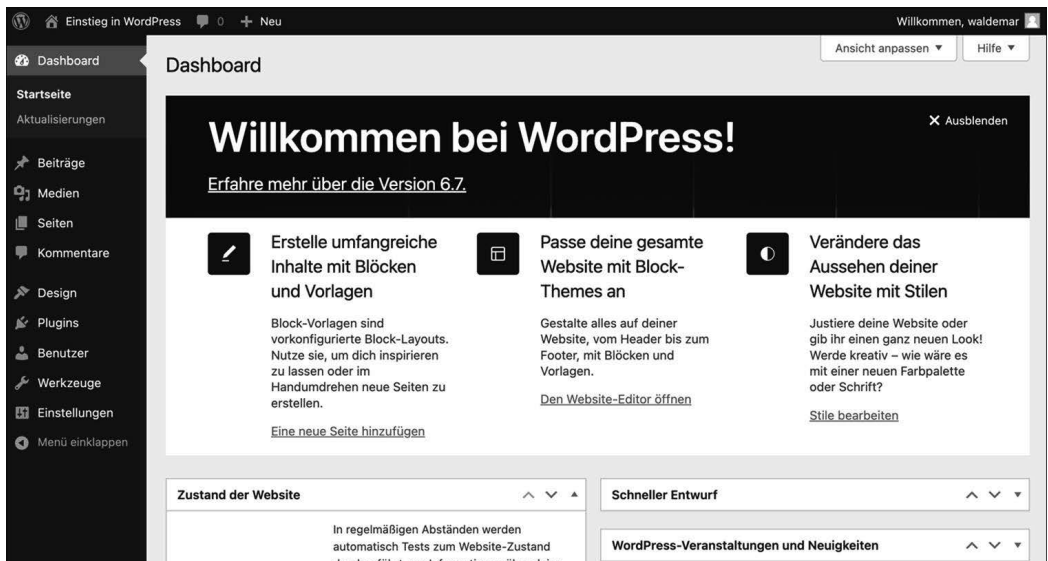 Einstieg in WordPress 0 Neu Willkommen, waldemar
Ansicht anpassen Hilfe
Dashboard
Startseite
Aktualisierungen
Beiträge
Medien
Seiten
Kommentare
Design
Plugins
Benutzer
Werkzeuge
Einstellungen
Menü einklappen
Dashboard
Willkommen bei WordPress!
Ausblenden
Erfahre mehr über die Version 6.7.
Erstelle umfangreiche
Inhalte mit Blöcken
und Vorlagen
Block-Vorlagen sind
vorkonfigurierte Block-Layouts.
Nutze sie, um dich inspirieren
zu lassen oder im
Handumdrehen neue Seiten zu
erstellen.
Eine neue Seite hinzufügen
Passe deine gesamte
Website mit Block-
Themes an
Gestalte alles auf deiner
Website, vom Header bis zum
Footer, mit Blöcken und
Vorlagen.
Den Website-Editor öffnen
Verändere das
Aussehen deiner
Website mit Stilen
Justiere deine Website oder
gib ihr einen ganz neuen Look!
Werde kreativ – wie wäre es
mit einer neuen Farbpalette
oder Schrift?
Stile bearbeiten
Zustand der Website
In regelmäßigen Abständen werden
automatisch Tests zum Website-Zustand
Schneller Entwurf
WordPress-Veranstaltungen und Neuigkeiten